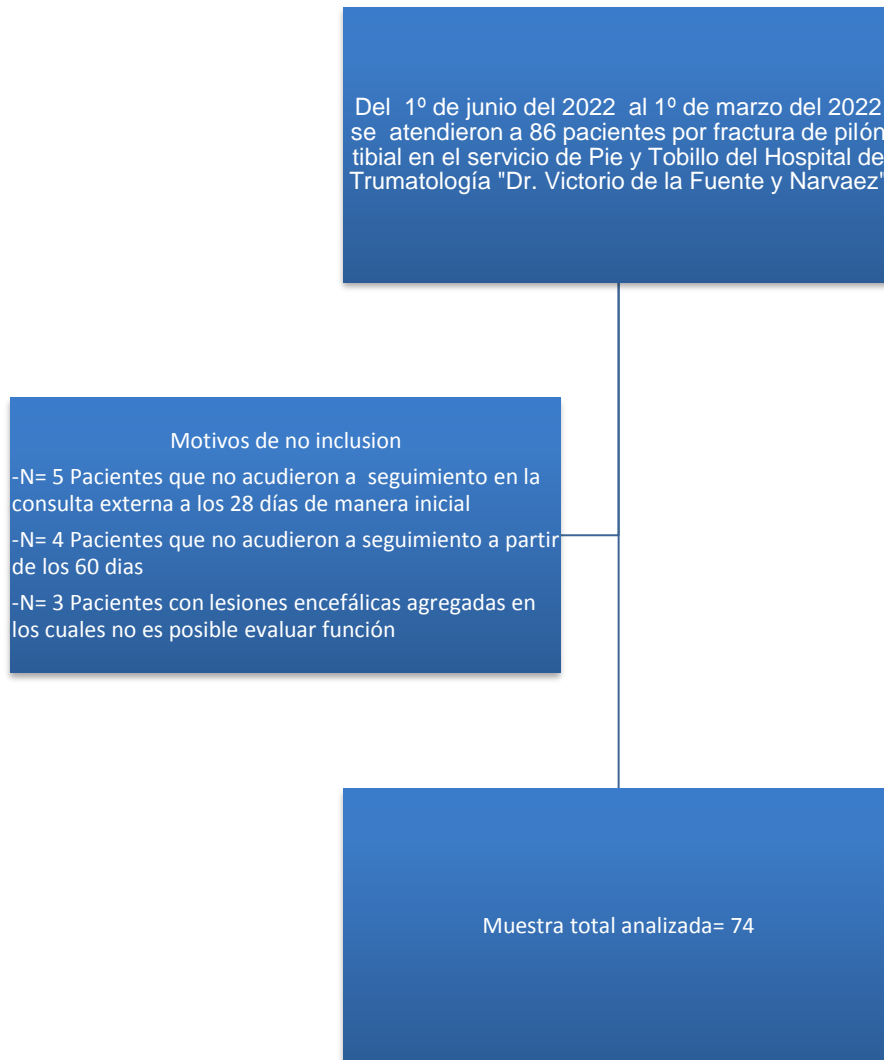 Del 1º de junio del 2022 al 1º de marzo del 2022
se atendieron a 86 pacientes por fractura de pilón
tibial en el servicio de Pie y Tobillo del Hospital de
Trumatología "Dr. Victorio de la Fuente y Narvaez"
Motivos de no inclusion
-N= 5 Pacientes que no acudieron a seguimiento en la
consulta externa a los 28 días de manera inicial
-N= 4 Pacientes que no acudieron a seguimiento a partir
de los 60 dias
-N= 3 Pacientes con lesiones encefálicas agregadas en
los cuales no es posible evaluar función
Muestra total analizada= 74